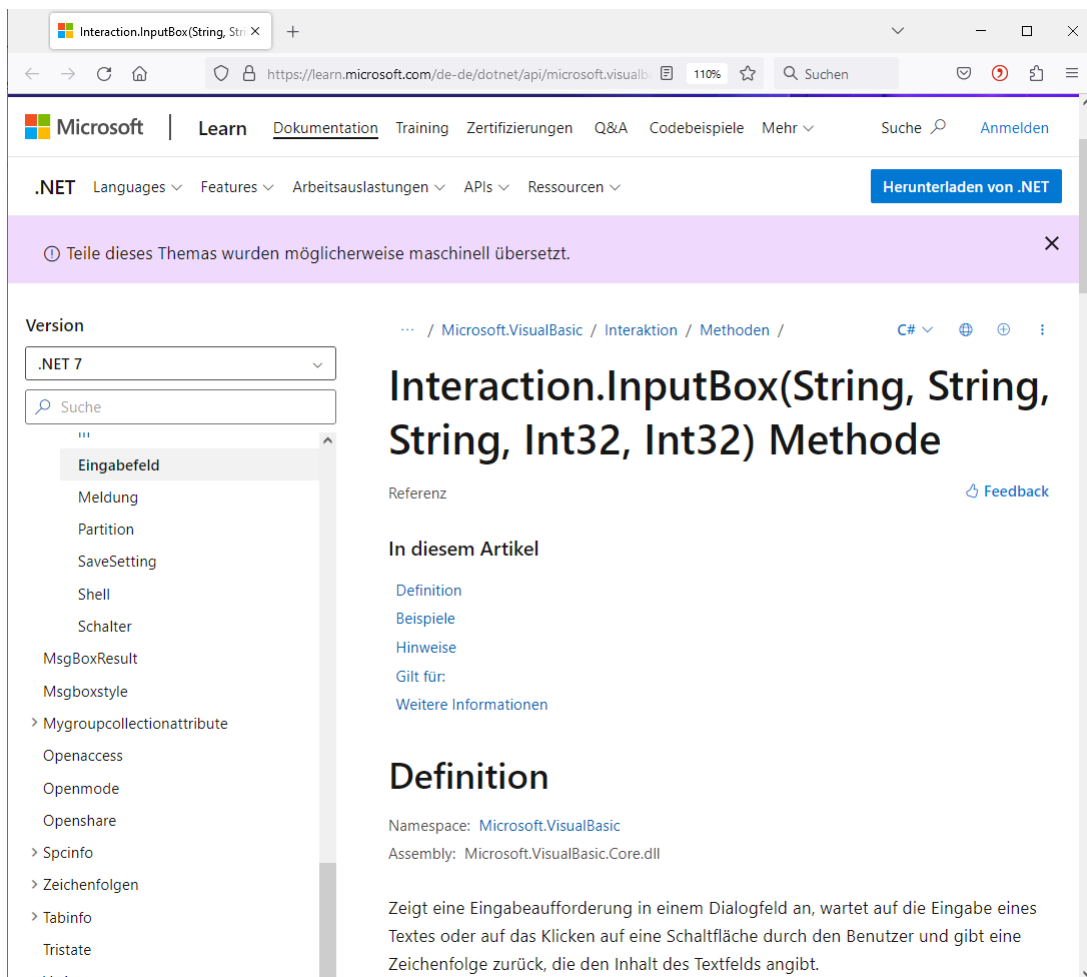 Interaction.InputBox(String, Stri
https://learn.microsoft.com/de-de/dotnet/api/microsoft.visualb
110%
Suchen
Microsoft
Learn Dokumentation Training Zertifizierungen Q&A Codebeispiele Mehr
Suche
Anmelden
.NET Languages Features Arbeitsauslastungen APIs Ressourcen
Herunterladen von .NET
Teile dieses Themas wurden möglicherweise maschinell übersetzt.
Version
.NET 7
Suche
Eingabefeld
Meldung
Partition
SaveSetting
Shell
Schalter
MsgBoxResult
Msgboxstyle
Mygroupcollectionattribute
Openaccess
Openmode
Openshare
Spcinfo
Zeichenfolgen
Tabinfo
Tristate
··· / Microsoft.VisualBasic / Interaktion / Methoden /
C#
Interaction.InputBox(String, String,
String, Int32, Int32) Methode
Referenz
Feedback
In diesem Artikel
Definition
Beispiele
Hinweise
Gilt für:
Weitere Informationen
Definition
Namespace: Microsoft.VisualBasic
Assembly: Microsoft.VisualBasic.Core.dll
Zeigt eine Eingabeaufforderung in einem Dialogfeld an, wartet auf die Eingabe eines
Textes oder auf das Klicken auf eine Schaltfläche durch den Benutzer und gibt eine
Zeichenfolge zurück, die den Inhalt des Textfelds angibt.